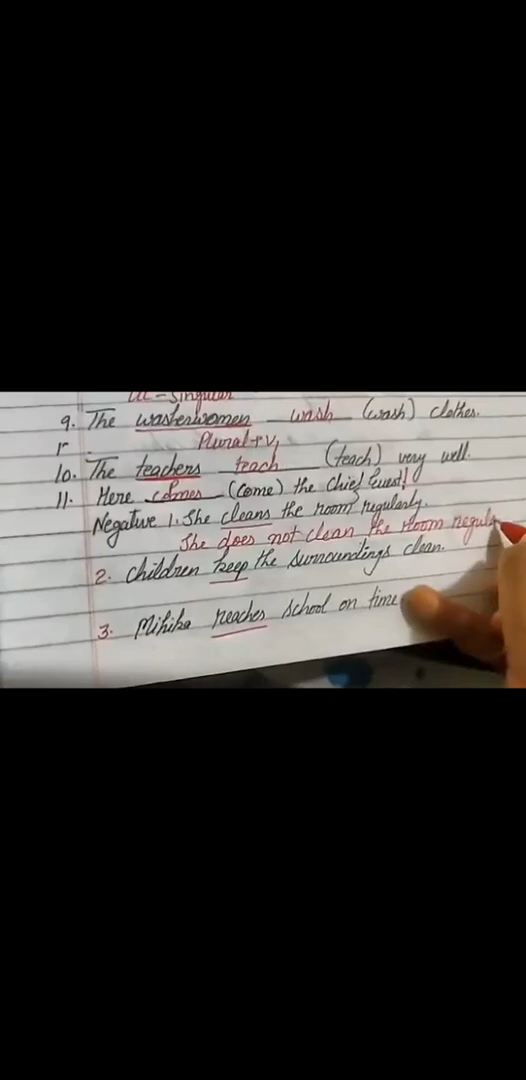 Singular
9. The washerwomen wash (wash) clothes.
r Plural + V1
10. The teachers teach (teach) very well.
11. Here comes (come) the Chief Guest!
Negative 1. She cleans the room regularly.
She does not clean the room regula
2. Children keep the surroundings clean.
3. Mihika reaches school on time